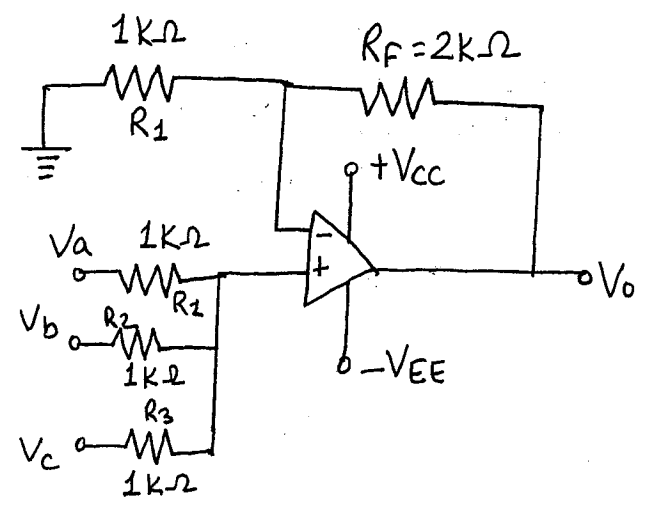 1KΩ
RF=2KΩ
R1
+VCC
Va
1KΩ
−
+
R1
Vo
Vb
R2
1KΩ
−VEE
R3
Vc
1KΩ